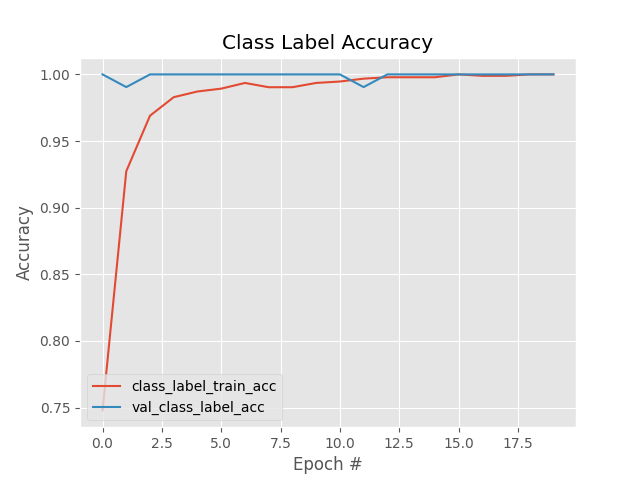 Class Label Accuracy
1.00
0.95
0.90
0.85
0.80
0.75
Accuracy
class_label_train_acc
val_class_label_acc
0.0 2.5 5.0 7.5 10.0 12.5 15.0 17.5
Epoch #